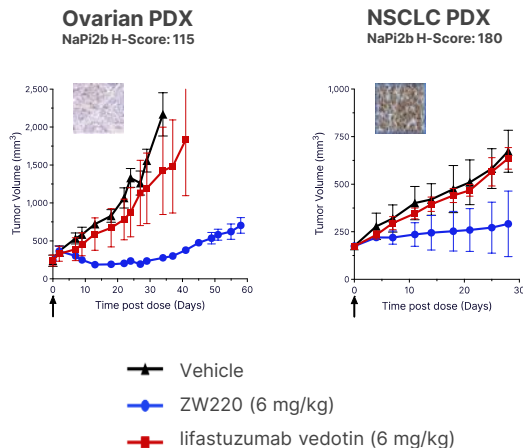 Ovarian PDX
NaPi2b H-Score: 115
2,500
2,000
1,500
1,000
500
0
Tumor Volume (mm³)
0 10 20 30 40 50 60
Time post dose (Days)
NSCLC PDX
NaPi2b H-Score: 180
1,000
750
500
250
0
Tumor Volume (mm³)
0 10 20 30
Time post dose (Days)
Vehicle
ZW220 (6 mg/kg)
lifastuzumab vedotin (6 mg/kg)